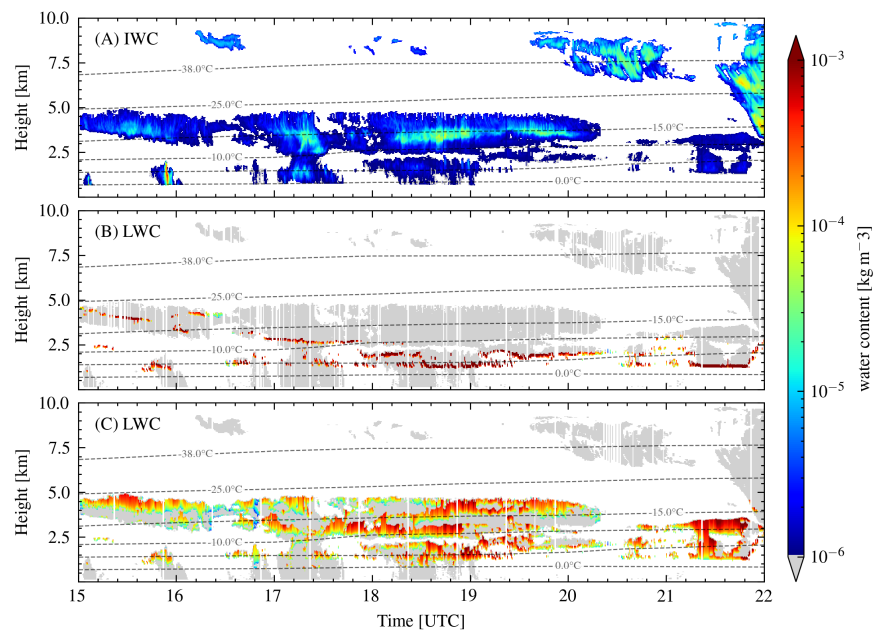 10.0
(A) IWC
7.5
38.0°C
5.0
25.0°C
15.0°C
2.5
10.0°C
0.0°C
Height [km]
10.0
(B) LWC
7.5
38.0°C
5.0
25.0°C
15.0°C
2.5
10.0°C
0.0°C
Height [km]
10.0
(C) LWC
7.5
38.0°C
5.0
25.0°C
15.0°C
2.5
10.0°C
0.0°C
Height [km]
15 16 17 18 19 20 21 22
Time [UTC]
10⁻³
10⁻⁴
10⁻⁵
10⁻⁶
water content [kg m⁻ 3]